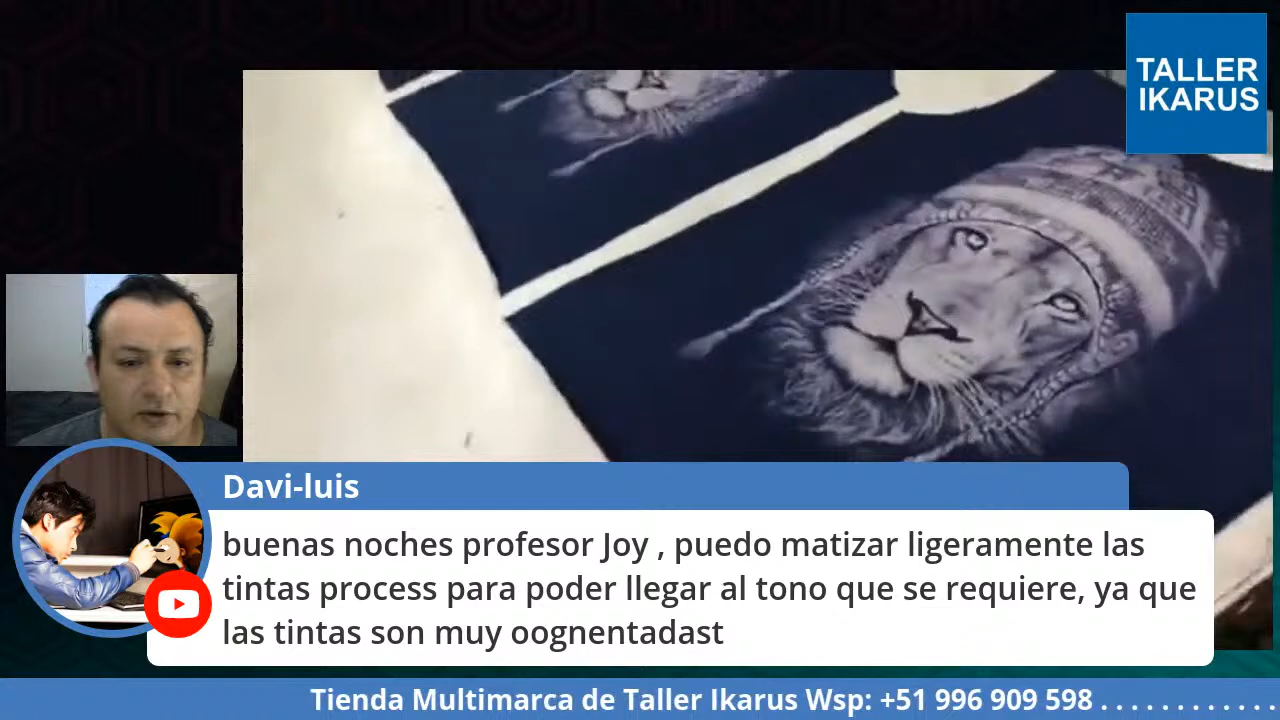 TALLER
IKARUS
Davi-luis
buenas noches profesor Joy , puedo matizar ligeramente las
tintas process para poder llegar al tono que se requiere, ya que
las tintas son muy oognentadast
Tienda Multimarca de Taller Ikarus Wsp: +51 996 909 598 . . . . . . . . . . . .